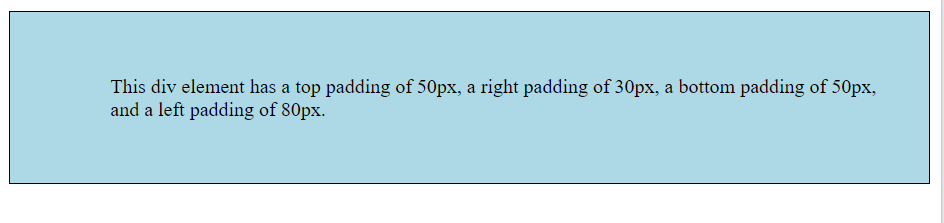 This div element has a top padding of 50px, a right padding of 30px, a bottom padding of 50px,
and a left padding of 80px.